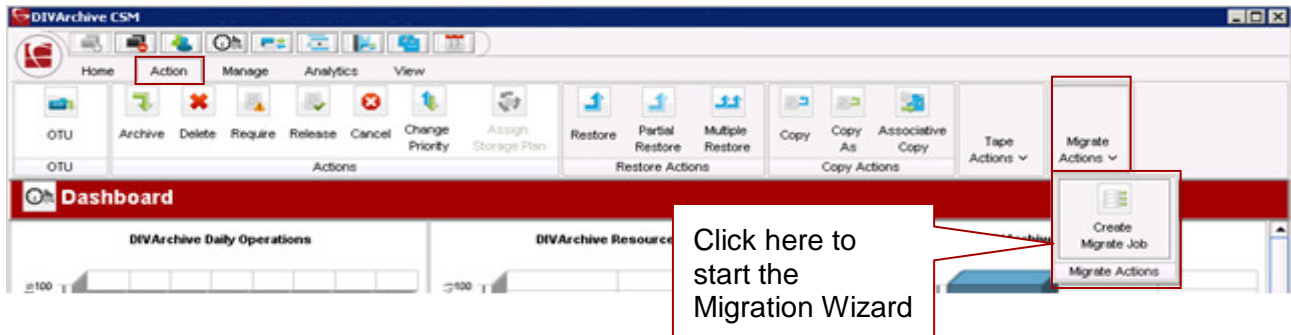 DIVArchive CSM
Home Action Manage Analytics View
OTU Archive Delete Require Release Cancel Change Priority Assign Storage Plan Restore Partial Restore Multiple Restore Copy Copy As Associative Copy Tape Actions Migrate Actions
OTU Actions Restore Actions Copy Actions
Dashboard
Create Migrate Job
Migrate Actions
DIVArchive Daily Operations
DIVArchive
Click here to
start the
Migration Wizard
100
100